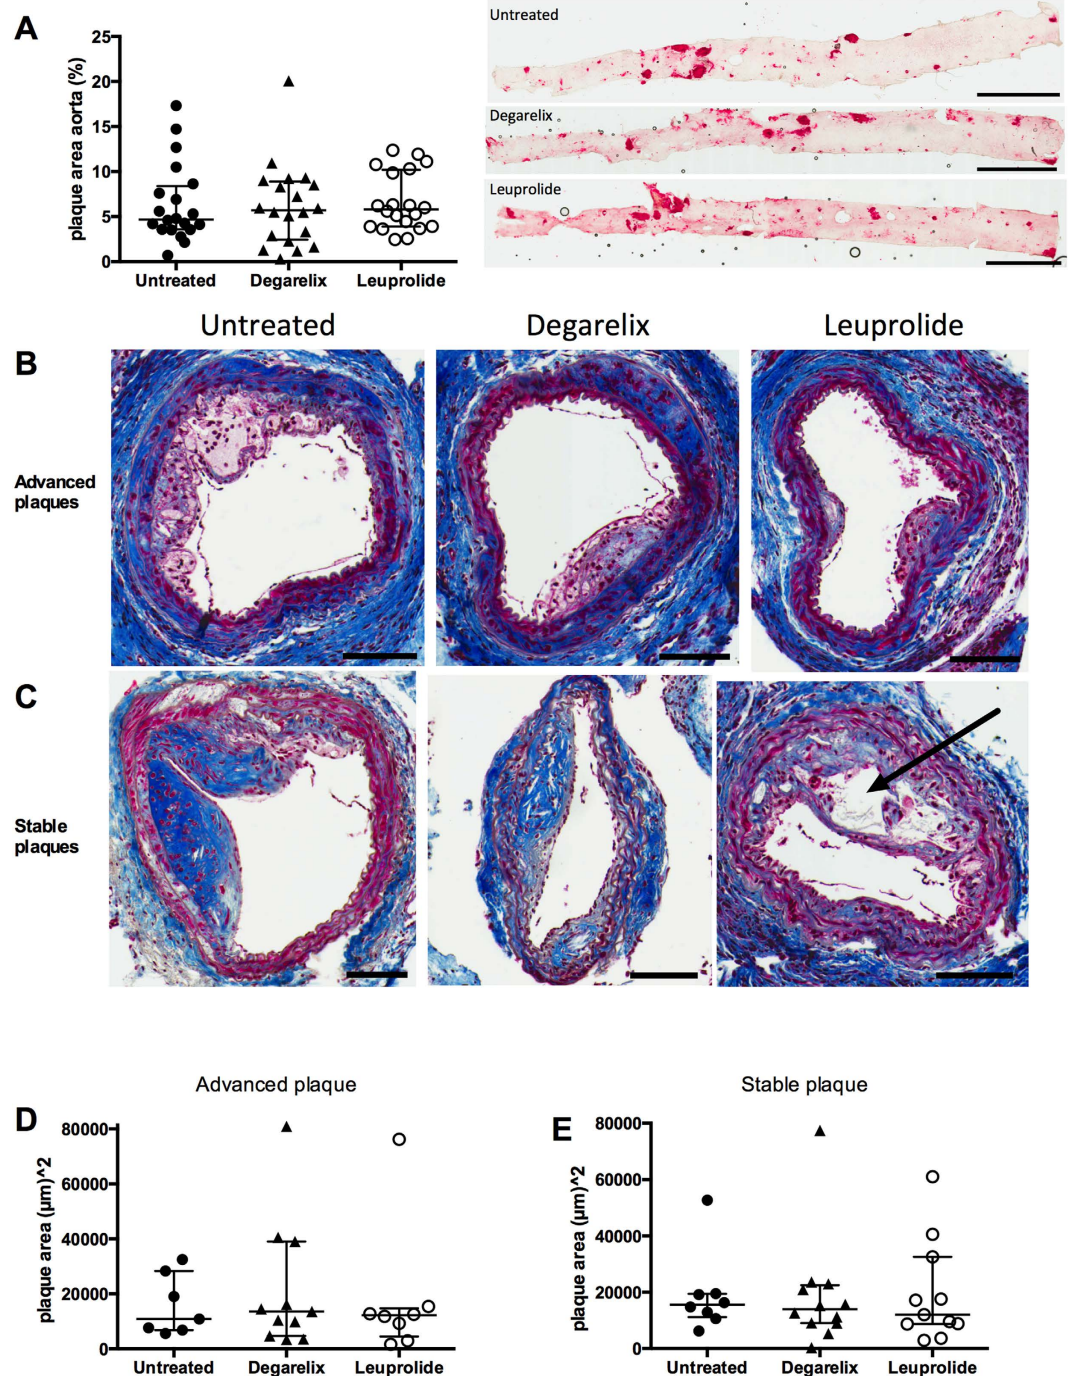 A
25
20
15
10
5
0
plaque area aorta (%)
Untreated
Degarelix
Leuprolide
Untreated
Degarelix
Leuprolide
Untreated
Degarelix
Leuprolide
B
Advanced
plaques
C
Stable
plaques
Advanced plaque
D
80000
60000
40000
20000
0
plaque area (µm)^2
Untreated
Degarelix
Leuprolide
Stable plaque
E
80000
60000
40000
20000
0
plaque area (µm)^2
Untreated
Degarelix
Leuprolide